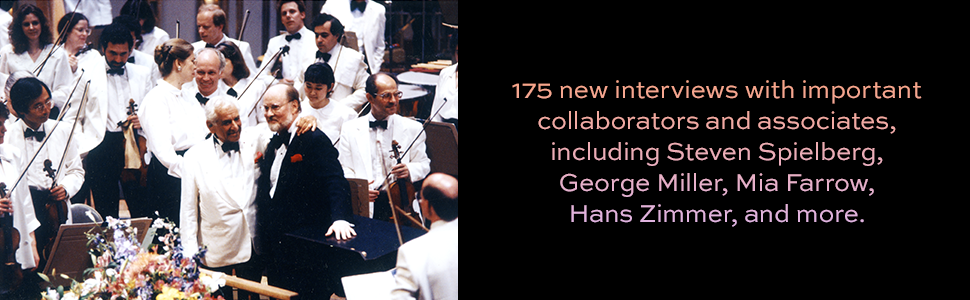 175 new interviews with important
collaborators and associates,
including Steven Spielberg,
George Miller, Mia Farrow,
Hans Zimmer, and more.